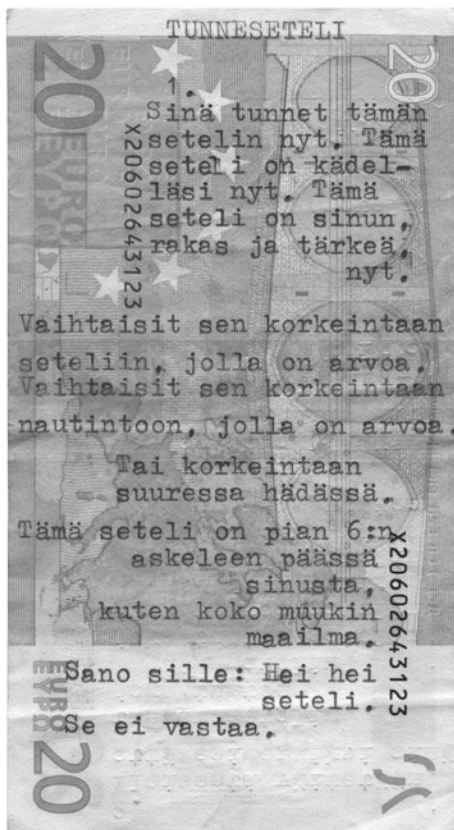 TUNNESETELI
20
20
EURO
ΕΥΡΩ
1.
Sinä tunnet tämän
setelin nyt. Tämä
seteli on kädel-
läsi nyt. Tämä
seteli on sinun,
rakas ja tärkeä,
nyt.
X20602643123
Vaihtaisit sen korkeintaan
seteliin, jolla on arvoa.
Vaihtaisit sen korkeintaan
nautintoon, jolla on arvoa.
Tai korkeintaan
suuressa hädässä.
Tämä seteli on pian 6:n
askeleen päässä
sinusta,
kuten koko muukin
maailma.
X20602643123
Sano sille: Hei hei
seteli.
Se ei vastaa.
EURO
ΕΥΡΩ
20